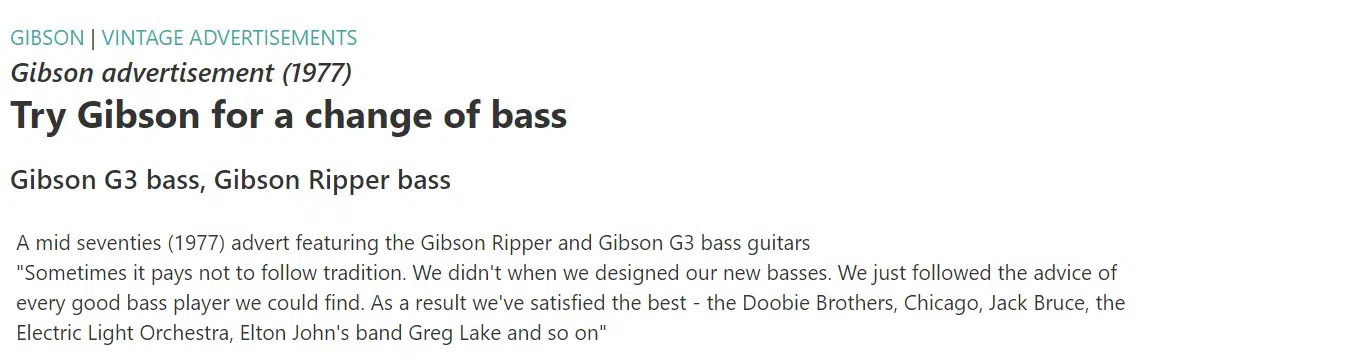 GIBSON | VINTAGE ADVERTISEMENTS
Gibson advertisement (1977)
Try Gibson for a change of bass
Gibson G3 bass, Gibson Ripper bass
A mid seventies (1977) advert featuring the Gibson Ripper and Gibson G3 bass guitars
"Sometimes it pays not to follow tradition. We didn't when we designed our new basses. We just followed the advice of
every good bass player we could find. As a result we've satisfied the best - the Doobie Brothers, Chicago, Jack Bruce, the
Electric Light Orchestra, Elton John's band Greg Lake and so on"